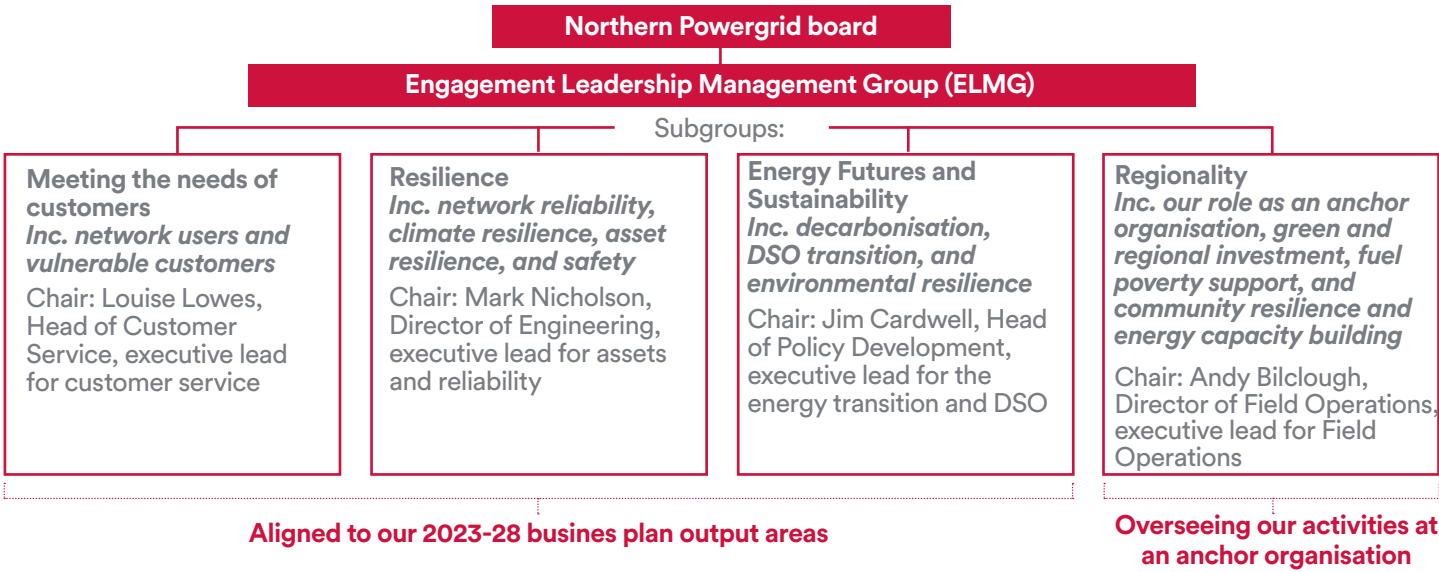 Northern Powergrid board
Engagement Leadership Management Group (ELMG)
Subgroups:
Meeting the needs of
customers
Inc. network users and
vulnerable customers
Chair: Louise Lowes,
Head of Customer
Service, executive lead
for customer service
Resilience
Inc. network reliability,
climate resilience, asset
resilience, and safety
Chair: Mark Nicholson,
Director of Engineering,
executive lead for assets
and reliability
Energy Futures and
Sustainability
Inc. decarbonisation,
DSO transition, and
environmental resilience
Chair: Jim Cardwell, Head
of Policy Development,
executive lead for the
energy transition and DSO
Regionality
Inc. our role as an anchor
organisation, green and
regional investment, fuel
poverty support, and
community resilience and
energy capacity building
Chair: Andy Bilclough,
Director of Field Operations,
executive lead for Field
Operations
Aligned to our 2023-28 busines plan output areas
Overseeing our activities at
an anchor organisation